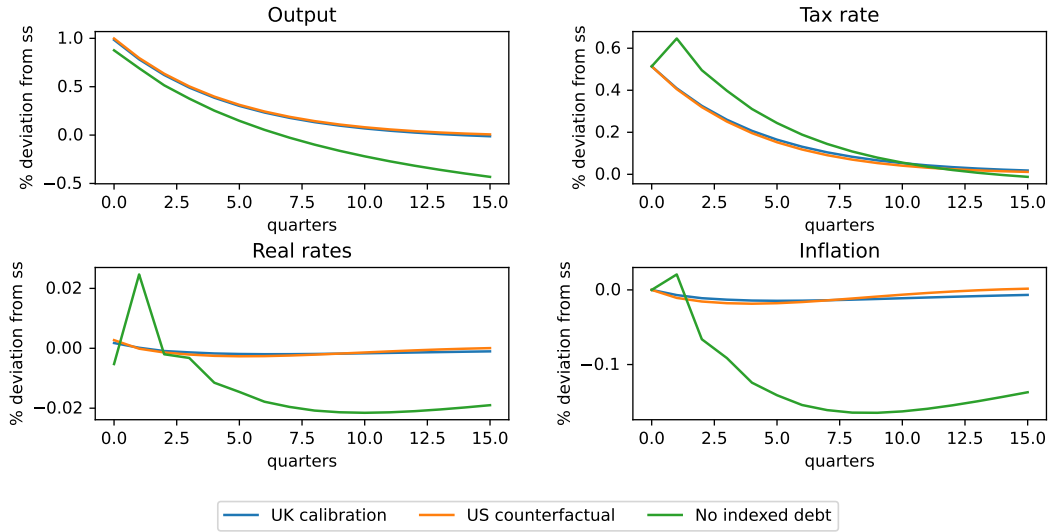 Output
% deviation from ss
1.0
0.5
0.0
−0.5
0.0 2.5 5.0 7.5 10.0 12.5 15.0
quarters
Tax rate
% deviation from ss
0.6
0.4
0.2
0.0
0.0 2.5 5.0 7.5 10.0 12.5 15.0
quarters
Real rates
% deviation from ss
0.02
0.00
−0.02
0.0 2.5 5.0 7.5 10.0 12.5 15.0
quarters
Inflation
% deviation from ss
0.0
−0.1
0.0 2.5 5.0 7.5 10.0 12.5 15.0
quarters
UK calibration US counterfactual No indexed debt